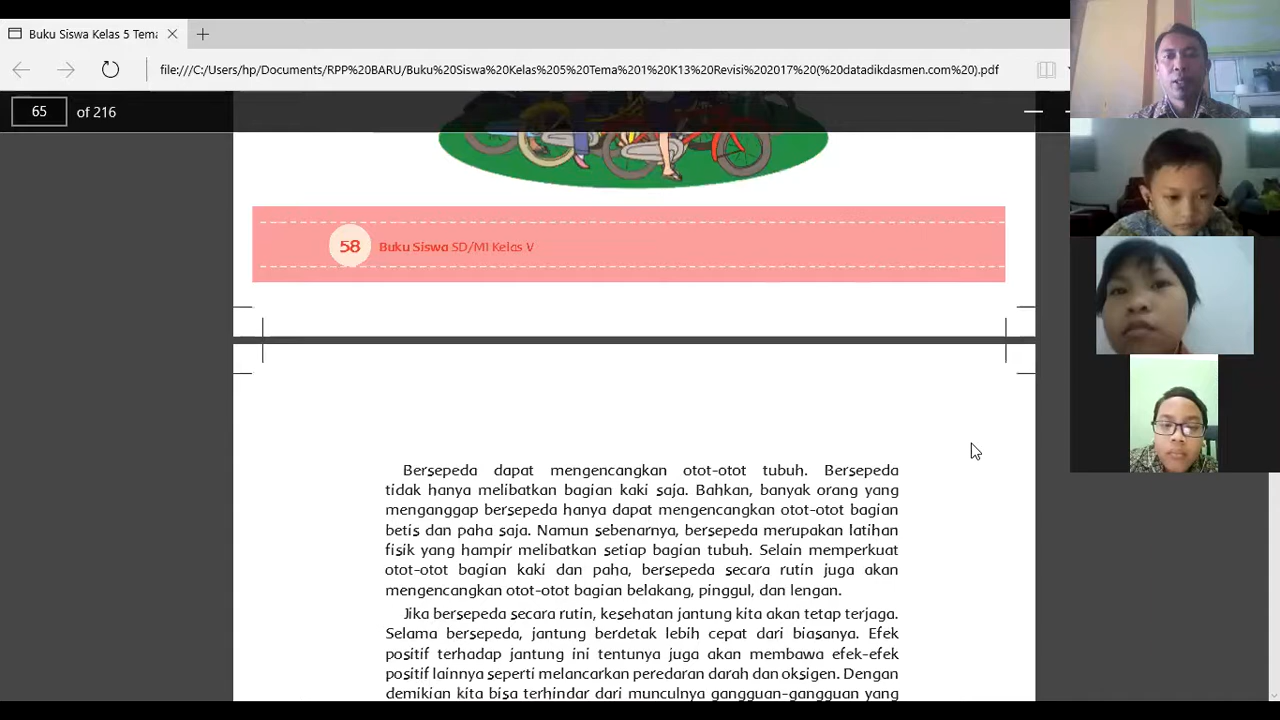 Buku Siswa Kelas 5 Tema
file:///C:/Users/hp/Documents/RPP%20BARU/Buku%20Siswa%20Kelas%205%20Tema%201%20K13%20Revisi%202017%20(%20datadikdasmen.com%20).pdf
65 of 216
58 Buku Siswa SD/MI Kelas V
Bersepeda dapat mengencangkan otot-otot tubuh. Bersepeda
tidak hanya melibatkan bagian kaki saja. Bahkan, banyak orang yang
menganggap bersepeda hanya dapat mengencangkan otot-otot bagian
betis dan paha saja. Namun sebenarnya, bersepeda merupakan latihan
fisik yang hampir melibatkan setiap bagian tubuh. Selain memperkuat
otot-otot bagian kaki dan paha, bersepeda secara rutin juga akan
mengencangkan otot-otot bagian belakang, pinggul, dan lengan.
Jika bersepeda secara rutin, kesehatan jantung kita akan tetap terjaga.
Selama bersepeda, jantung berdetak lebih cepat dari biasanya. Efek
positif terhadap jantung ini tentunya juga akan membawa efek-efek
positif lainnya seperti melancarkan peredaran darah dan oksigen. Dengan
demikian kita bisa terhindar dari munculnya gangguan-gangguan yang